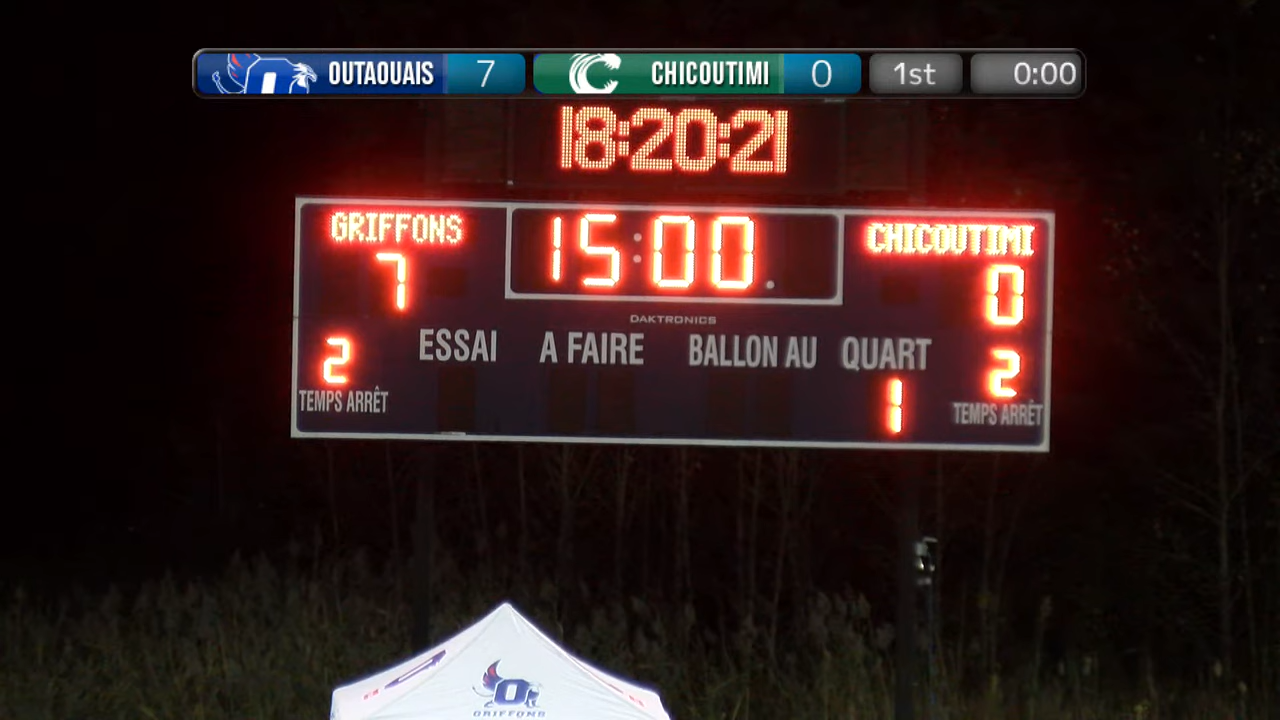 OUTAOUAIS 7 CHICOUTIMI 0 1st 0:00
18:20:21
GRIFFONS 15:00 CHICOUTIMI
7 0
DAKTRONICS
ESSAI A FAIRE BALLON AU QUART
2 1 2
TEMPS ARRÊT TEMPS ARRÊT
O
GRIFFONS